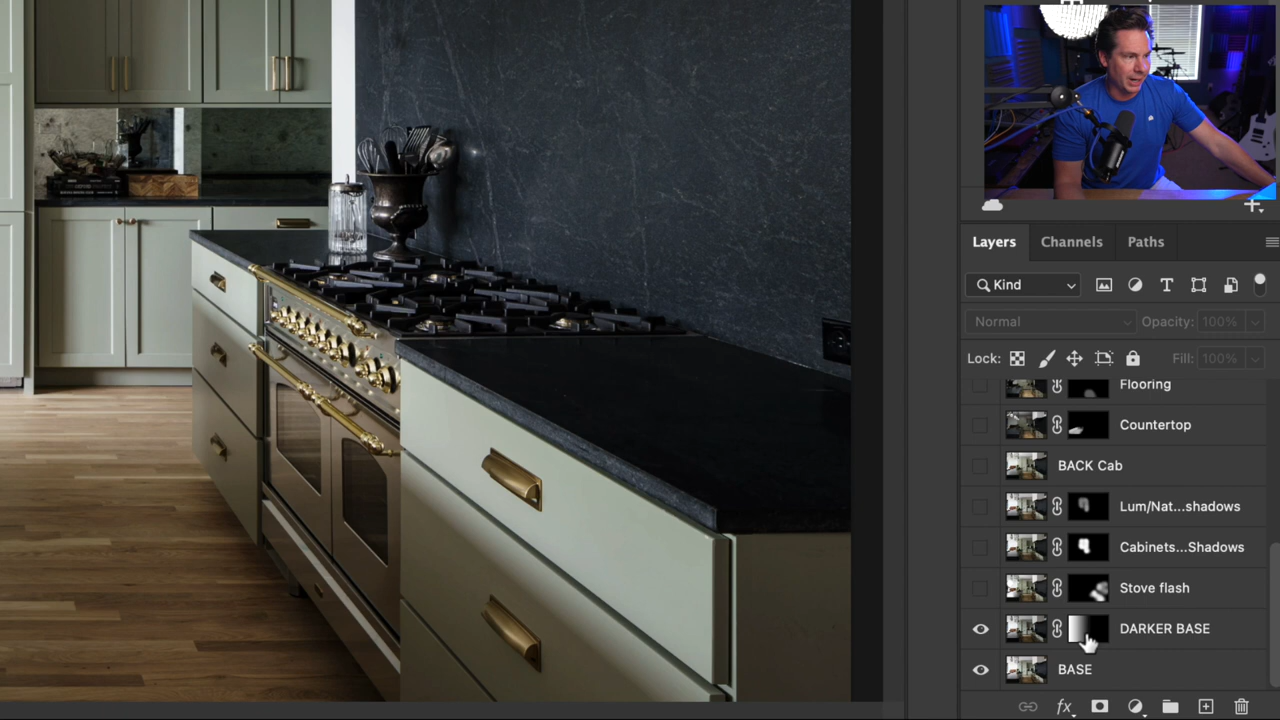 Layers Channels Paths
Kind
Normal Opacity: 100%
Lock: Fill: 100%
Flooring
Countertop
BACK Cab
Lum/Nat...shadows
Cabinets...Shadows
Stove flash
DARKER BASE
BASE
fx